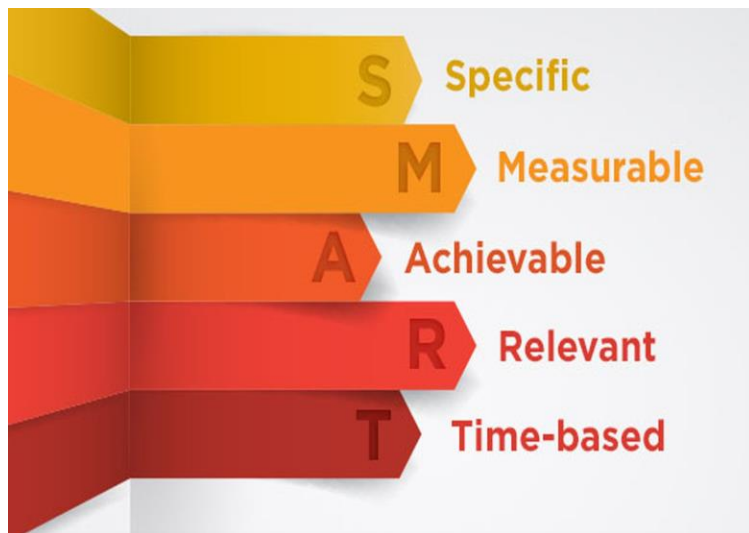 S Specific
M Measurable
A Achievable
R Relevant
T Time-based